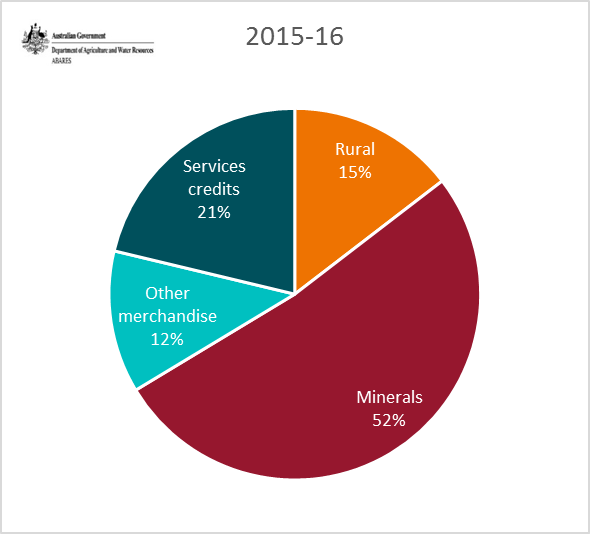 Australian Government
Department of Agriculture and Water Resources
ABARES
2015-16
Rural
15%
Services
credits
21%
Other
merchandise
12%
Minerals
52%